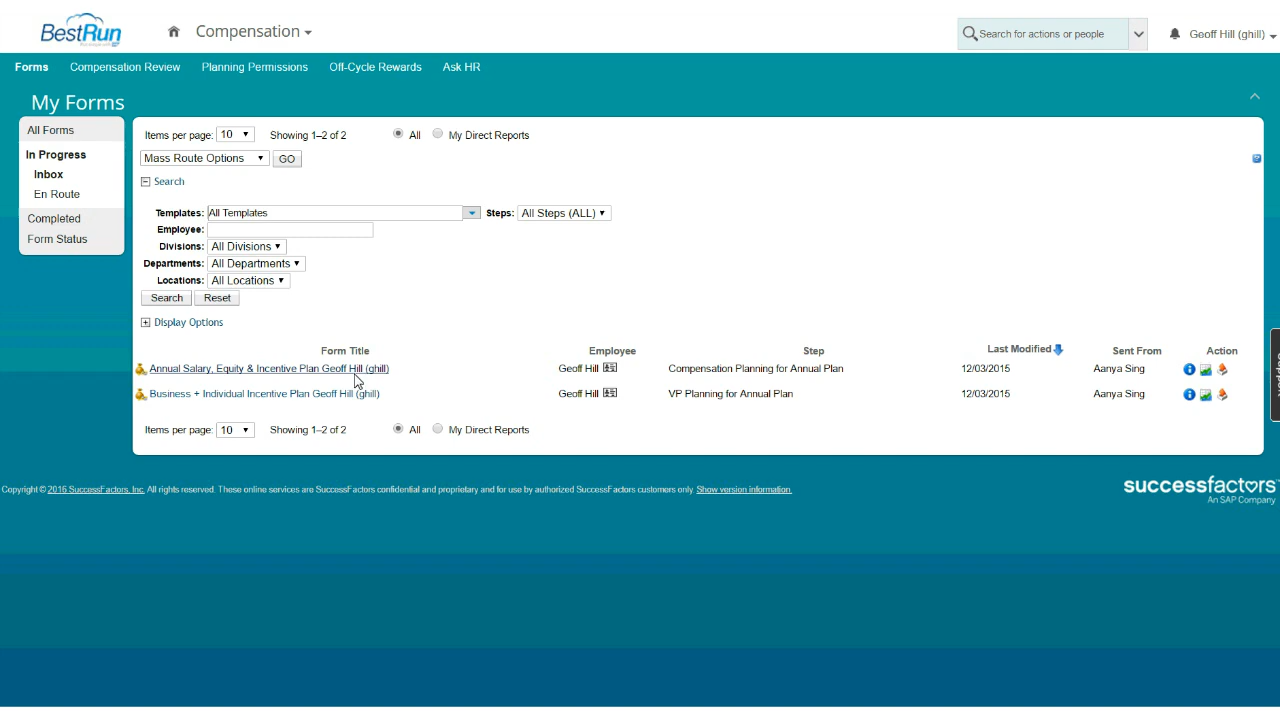 BestRun
Compensation
Search for actions or people
Geoff Hill (ghill)
Forms Compensation Review Planning Permissions Off-Cycle Rewards Ask HR
My Forms
All Forms
In Progress
Inbox
En Route
Completed
Form Status
Items per page: 10 Showing 1–2 of 2 All My Direct Reports
Mass Route Options GO
Search
Templates: All Templates Steps: All Steps (ALL)
Employee:
Divisions: All Divisions
Departments: All Departments
Locations: All Locations
Search Reset
Display Options
Form Title Employee Step Last Modified Sent From Action
Annual Salary, Equity & Incentive Plan Geoff Hill (ghill) Geoff Hill Compensation Planning for Annual Plan 12/03/2015 Aanya Sing
Business + Individual Incentive Plan Geoff Hill (ghill) Geoff Hill VP Planning for Annual Plan 12/03/2015 Aanya Sing
Items per page: 10 Showing 1–2 of 2 All My Direct Reports
Copyright © 2016 SuccessFactors, Inc. All rights reserved. These online services are SuccessFactors confidential and proprietary and for use by authorized SuccessFactors customers only. Show version information.
successfactors
An SAP Company